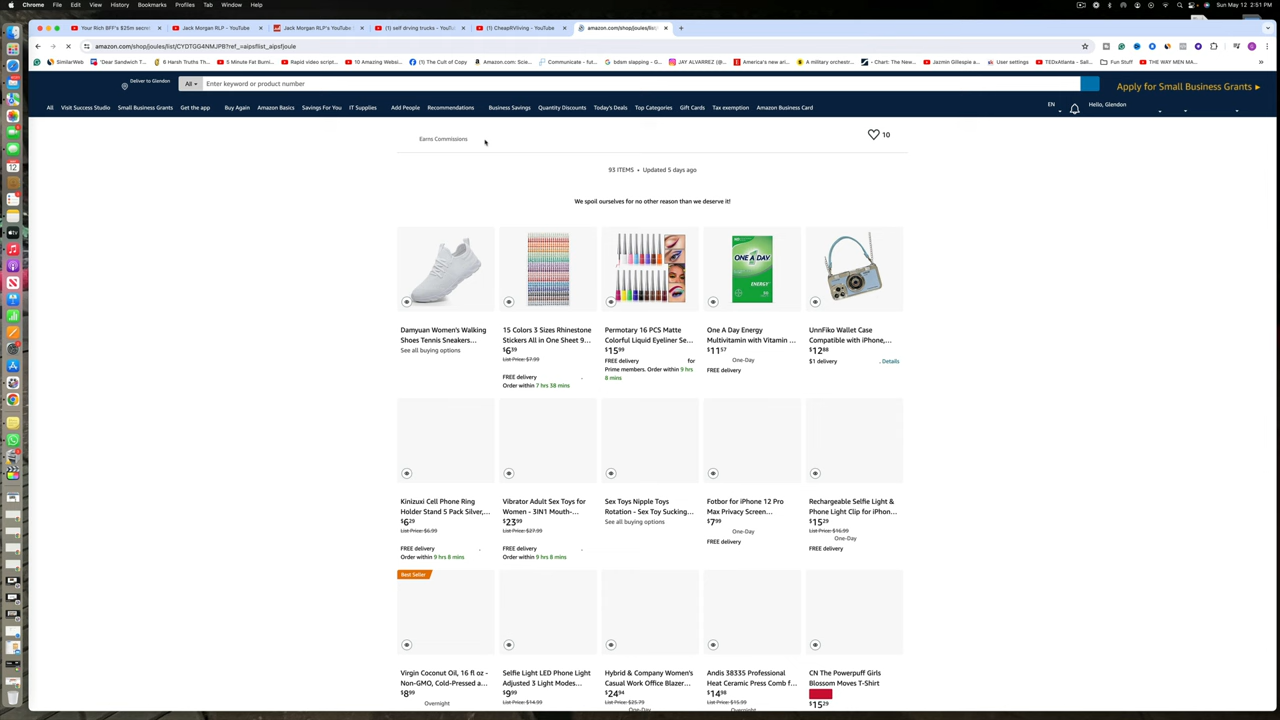 Chrome File Edit View History Bookmarks Profiles Tab Window Help
Sun May 12 2:51 PM
Your Rich BFF's $25m secre
Jack Morgan RLP - YouTube
Jack Morgan RLP's YouTube
(1) self driving trucks - YouTu
(1) CheapRVliving - YouTube
amazon.com/shop/joules/list/
amazon.com/shop/joules/list/CYDTGG4NMJPB?ref_=aipsflist_aipsfjoule
SimilarWeb
'Dear Sandwich T...
6 Harsh Truths Th...
5 Minute Fat Burni...
Rapid video script...
10 Amazing Websi...
(1) The Cult of Copy
Amazon.com: Scie...
Communicate - fut...
bdsm slapping - G...
JAY ALVARREZ (@...
America's new ari...
A military orchestr...
- Chart: The New...
Jazmin Gillespie a...
User settings
TEDxAtlanta - Sall...
Fun Stuff
THE WAY MEN MA...
Deliver to Glendon
All
Enter keyword or product number
Apply for Small Business Grants
All Visit Success Studio Small Business Grants Get the app Buy Again Amazon Basics Savings For You IT Supplies Add People Recommendations Business Savings Quantity Discounts Today's Deals Top Categories Gift Cards Tax exemption Amazon Business Card
EN
Hello, Glendon
Earns Commissions
10
93 ITEMS • Updated 5 days ago
We spoil ourselves for no other reason than we deserve it!
ONE A DAY
ENERGY
Damyuan Women's Walking
Shoes Tennis Sneakers...
See all buying options
15 Colors 3 Sizes Rhinestone
Stickers All in One Sheet 9...
$6.39
List Price: $7.99
FREE delivery .
Order within 7 hrs 38 mins
Permotary 16 PCS Matte
Colorful Liquid Eyeliner Se...
$15.99
FREE delivery for
Prime members. Order within 9 hrs
8 mins
One A Day Energy
Multivitamin with Vitamin ...
$11.57
One-Day
FREE delivery
UnnFiko Wallet Case
Compatible with iPhone,...
$12.88
$1 delivery . Details
Kinizuxi Cell Phone Ring
Holder Stand 5 Pack Silver,...
$6.29
List Price: $6.99
FREE delivery .
Order within 9 hrs 8 mins
Vibrator Adult Sex Toys for
Women - 3IN1 Mouth-...
$23.99
List Price: $27.99
FREE delivery .
Order within 9 hrs 8 mins
Sex Toys Nipple Toys
Rotation - Sex Toy Sucking...
See all buying options
Fotbor for iPhone 12 Pro
Max Privacy Screen...
$7.99
One-Day
FREE delivery
Rechargeable Selfie Light &
Phone Light Clip for iPhon...
$15.29
List Price: $16.99
One-Day
FREE delivery
Best Seller
Virgin Coconut Oil, 16 fl oz -
Non-GMO, Cold-Pressed a...
$8.99
Overnight
Selfie Light LED Phone Light
Adjusted 3 Light Modes...
$9.99
List Price: $14.99
Hybrid & Company Women's
Casual Work Office Blazer...
$24.94
List Price: $25.79
One-Day
Andis 38335 Professional
Heat Ceramic Press Comb f...
$14.98
List Price: $15.99
Overnight
CN The Powerpuff Girls
Blossom Moves T-Shirt
$15.29